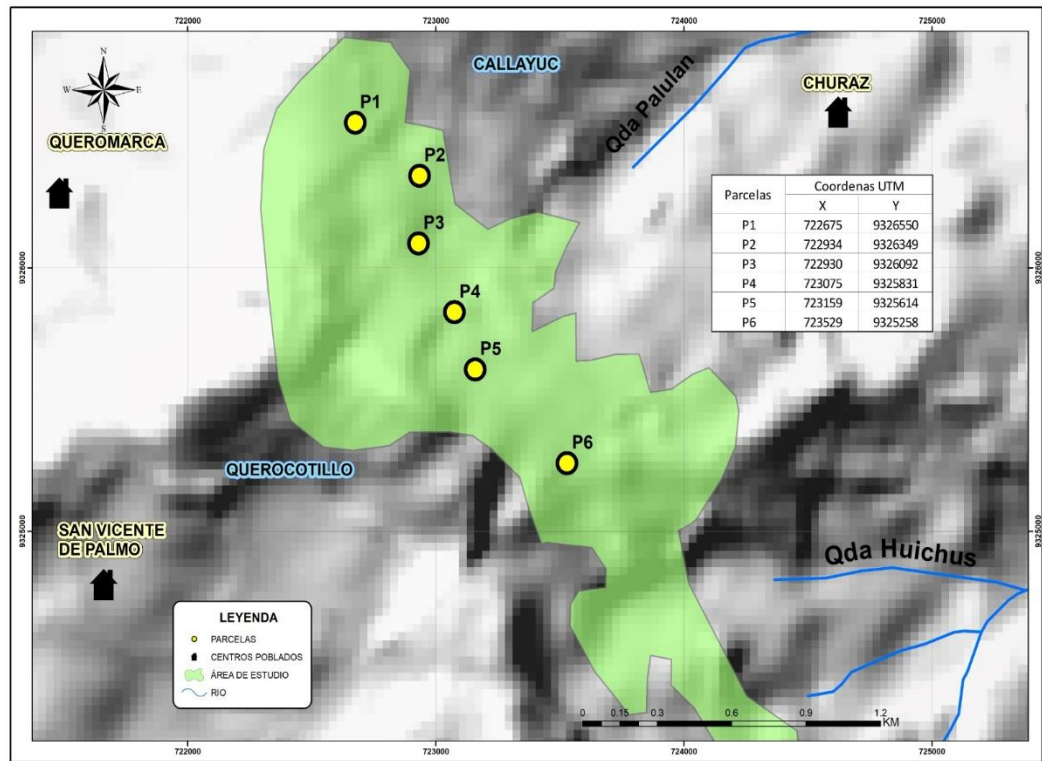 722000 723000 724000 725000
N
W E
S
CALLAYUC
Qda Palulan
CHURAZ
QUEROMARCA
P1
P2
P3
P4
P5
P6
Parcelas Coordenas UTM
X Y
P1 722675 9326550
P2 722934 9326349
P3 722930 9326092
P4 723075 9325831
P5 723159 9325614
P6 723529 9325258
9326000 9326000
QUEROCOTILLO
SAN VICENTE
DE PALMO
9325000 9325000
Qda Huichus
LEYENDA
PARCELAS
CENTROS POBLADOS
ÁREA DE ESTUDIO
RIO
0 0.15 0.3 0.6 0.9 1.2
KM
722000 723000 724000 725000